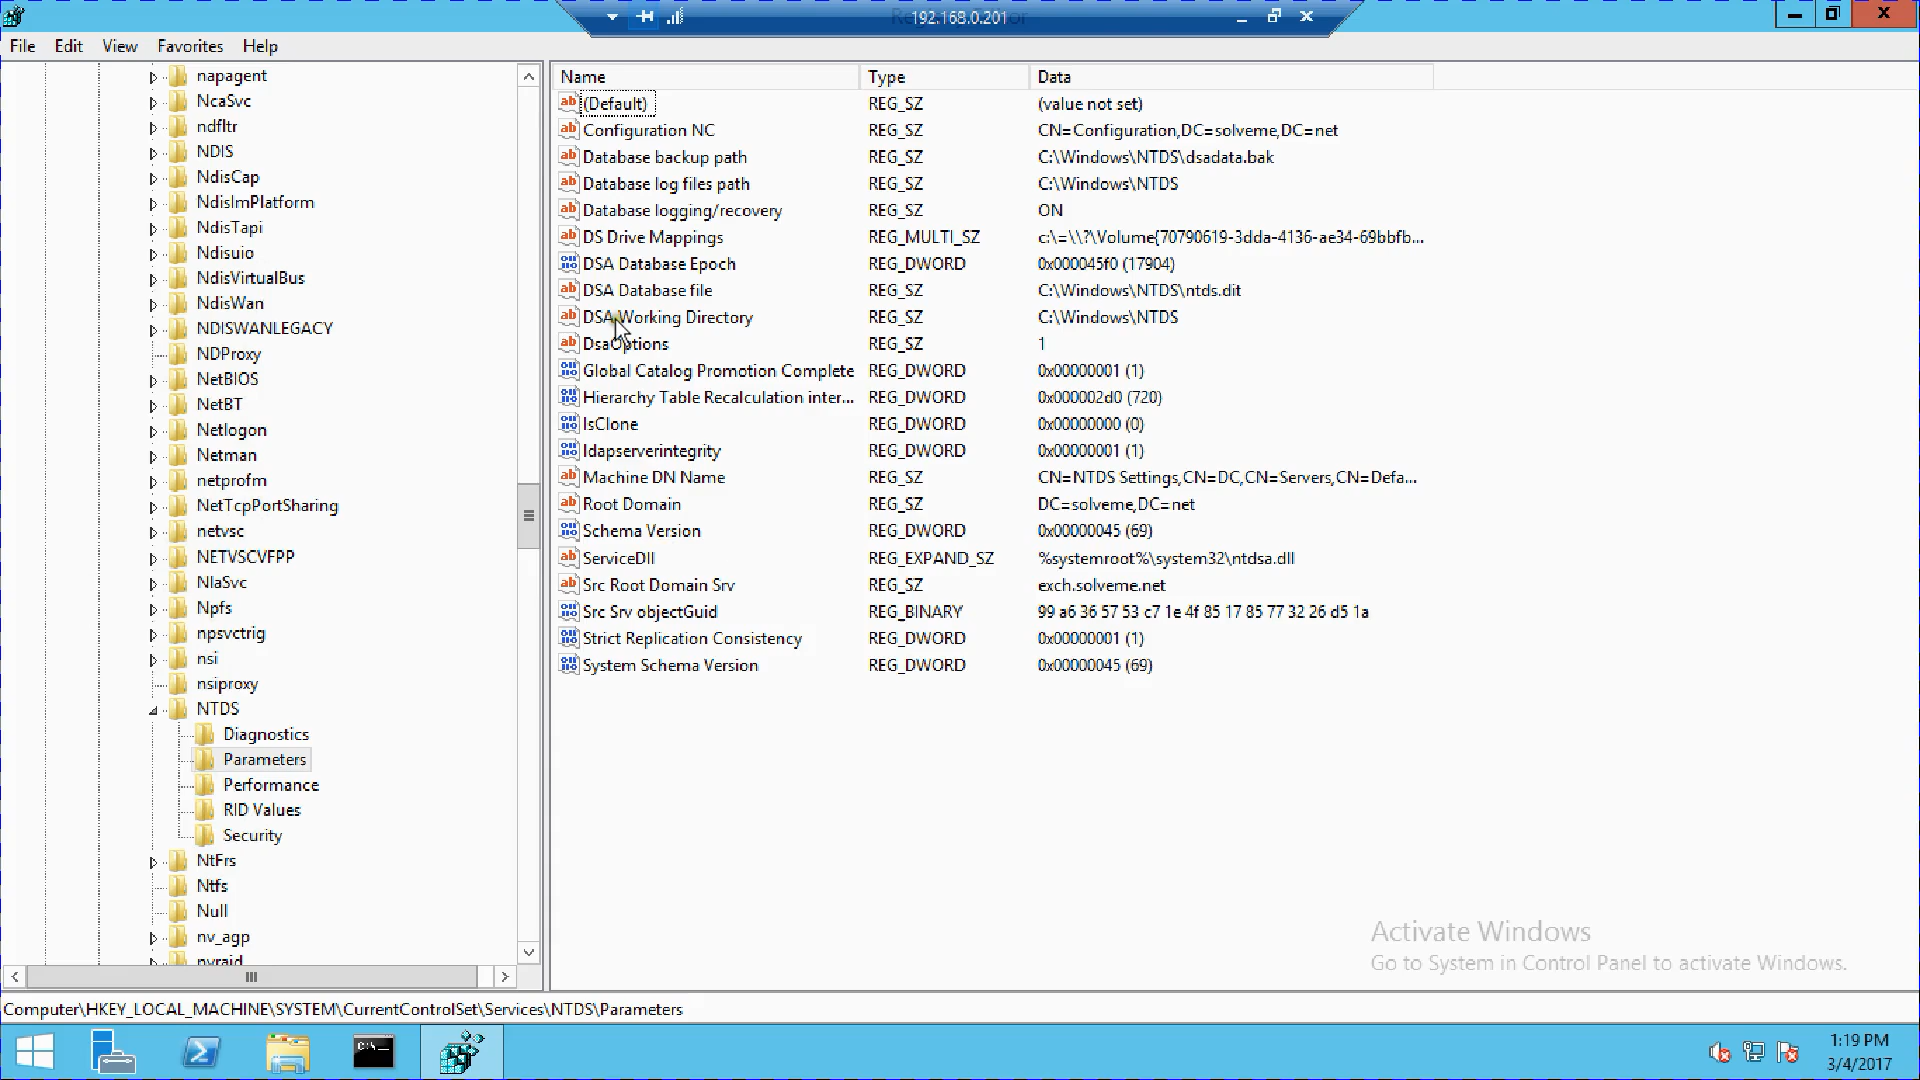 192.168.0.201
File Edit View Favorites Help
napagent
NcaSvc
ndfltr
NDIS
NdisCap
NdisImPlatform
NdisTapi
Ndisuio
NdisVirtualBus
NdisWan
NDISWANLEGACY
NDProxy
NetBIOS
NetBT
Netlogon
Netman
netprofm
NetTcpPortSharing
netvsc
NETVSCVFPP
NlaSvc
Npfs
npsvctrig
nsi
nsiproxy
NTDS
Diagnostics
Parameters
Performance
RID Values
Security
NtFrs
Ntfs
Null
nv_agp
nvraid
Name Type Data
(Default) REG_SZ (value not set)
Configuration NC REG_SZ CN=Configuration,DC=solveme,DC=net
Database backup path REG_SZ C:\Windows\NTDS\dsadata.bak
Database log files path REG_SZ C:\Windows\NTDS
Database logging/recovery REG_SZ ON
DS Drive Mappings REG_MULTI_SZ c:\=\\?\Volume{70790619-3dda-4136-ae34-69bbfb...
DSA Database Epoch REG_DWORD 0x000045f0 (17904)
DSA Database file REG_SZ C:\Windows\NTDS\ntds.dit
DSA Working Directory REG_SZ C:\Windows\NTDS
DsaOptions REG_SZ 1
Global Catalog Promotion Complete REG_DWORD 0x00000001 (1)
Hierarchy Table Recalculation inter... REG_DWORD 0x000002d0 (720)
IsClone REG_DWORD 0x00000000 (0)
ldapserverintegrity REG_DWORD 0x00000001 (1)
Machine DN Name REG_SZ CN=NTDS Settings,CN=DC,CN=Servers,CN=Defa...
Root Domain REG_SZ DC=solveme,DC=net
Schema Version REG_DWORD 0x00000045 (69)
ServiceDll REG_EXPAND_SZ %systemroot%\system32\ntdsa.dll
Src Root Domain Srv REG_SZ exch.solveme.net
Src Srv objectGuid REG_BINARY 99 a6 36 57 53 c7 1e 4f 85 17 85 77 32 26 d5 1a
Strict Replication Consistency REG_DWORD 0x00000001 (1)
System Schema Version REG_DWORD 0x00000045 (69)
Activate Windows
Go to System in Control Panel to activate Windows.
Computer\HKEY_LOCAL_MACHINE\SYSTEM\CurrentControlSet\Services\NTDS\Parameters
C:\_
1:19 PM
3/4/2017